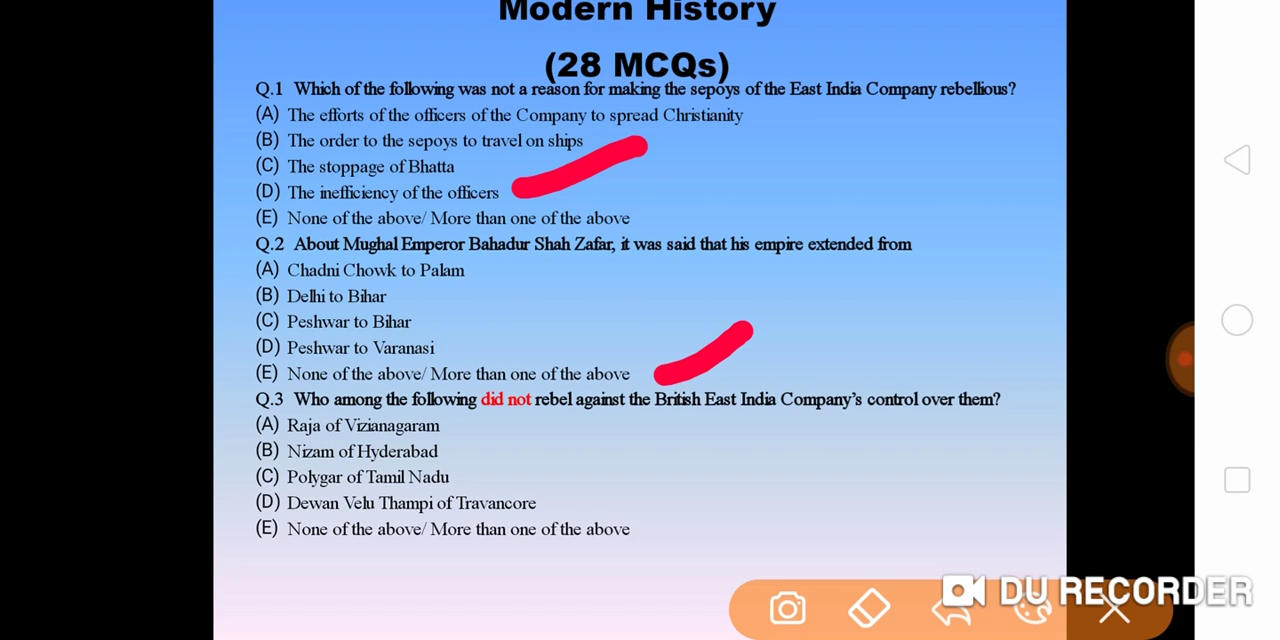 Modern History
(28 MCQs)
Q.1 Which of the following was not a reason for making the sepoys of the East India Company rebellious?
(A) The efforts of the officers of the Company to spread Christianity
(B) The order to the sepoys to travel on ships
(C) The stoppage of Bhatta
(D) The inefficiency of the officers
(E) None of the above/ More than one of the above
Q.2 About Mughal Emperor Bahadur Shah Zafar, it was said that his empire extended from
(A) Chadni Chowk to Palam
(B) Delhi to Bihar
(C) Peshwar to Bihar
(D) Peshwar to Varanasi
(E) None of the above/ More than one of the above
Q.3 Who among the following did not rebel against the British East India Company's control over them?
(A) Raja of Vizianagaram
(B) Nizam of Hyderabad
(C) Polygar of Tamil Nadu
(D) Dewan Velu Thampi of Travancore
(E) None of the above/ More than one of the above
DU RECORDER